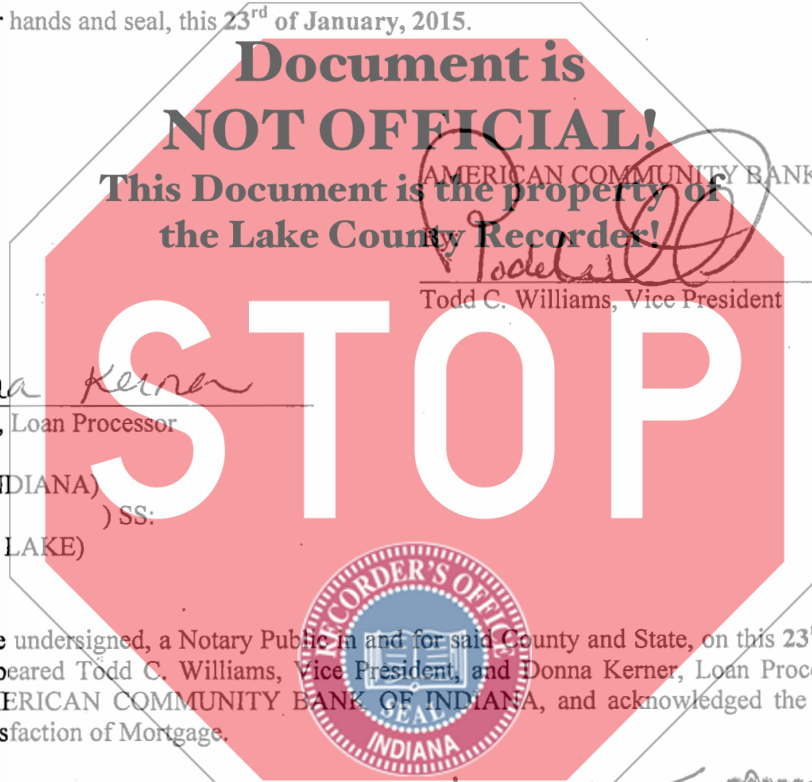 hands and seal, this 23rd of January, 2015.
Document is
NOT OFFICIAL!
This Document is the property of
the Lake County Recorder!
AMERICAN COMMUNITY BANK
By
Todd C. Williams, Vice President
STOP
Kerner
, Loan Processor
NDIANA)
) SS:
LAKE)
RECORDER'S OFFICE
SEAL
INDIANA
e undersigned, a Notary Public in and for said County and State, on this 23
peared Todd C. Williams, Vice President, and Donna Kerner, Loan Proc
ERICAN COMMUNITY BANK OF INDIANA, and acknowledged the
sfaction of Mortgage.